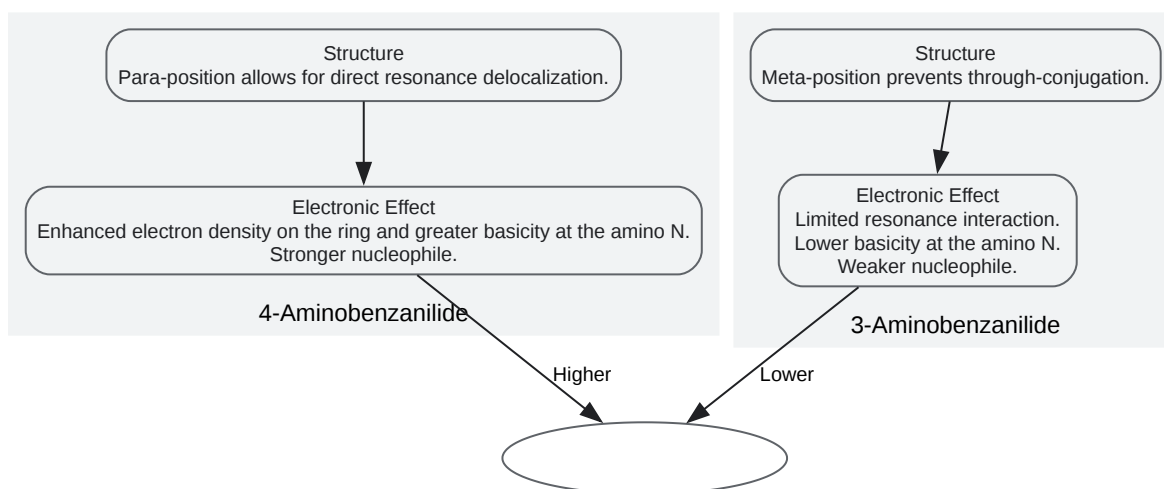 Structure
Para-position allows for direct resonance delocalization.
Electronic Effect
Enhanced electron density on the ring and greater basicity at the amino N.
Stronger nucleophile.
4-Aminobenzanilide
Structure
Meta-position prevents through-conjugation.
Electronic Effect
Limited resonance interaction.
Lower basicity at the amino N.
Weaker nucleophile.
3-Aminobenzanilide
Higher
Lower